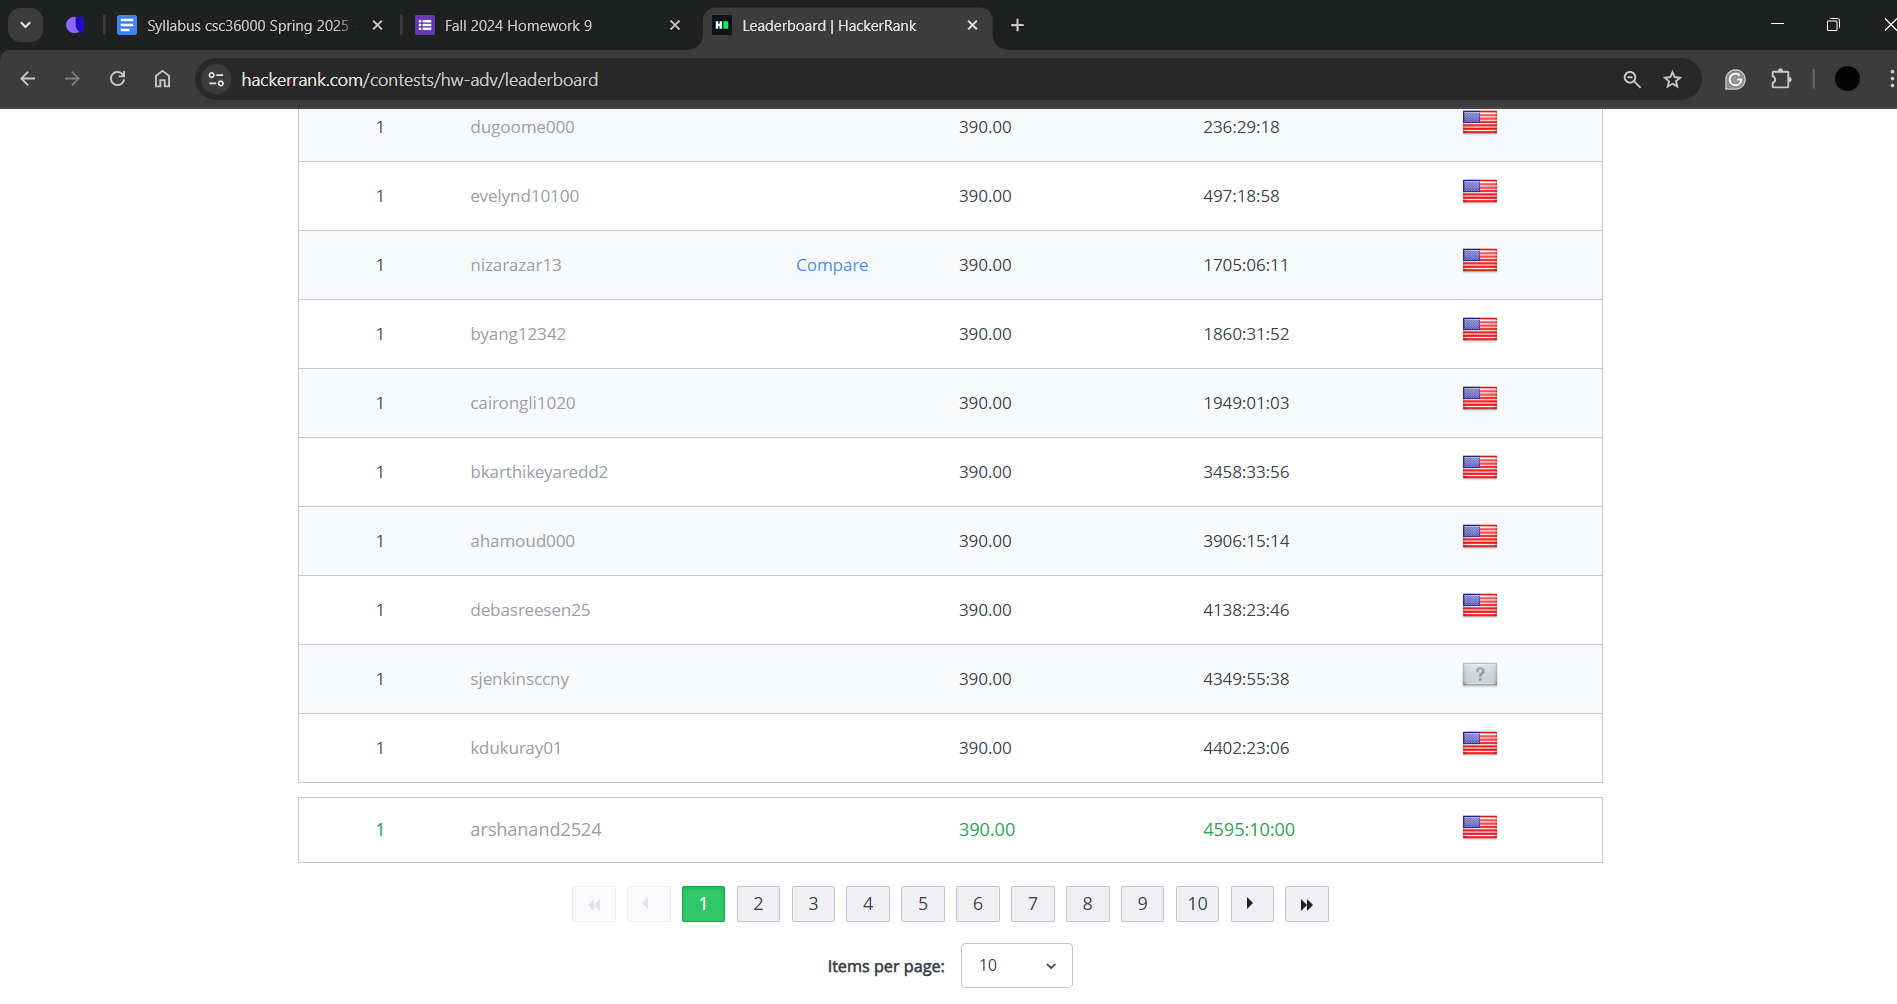 Syllabus csc36000 Spring 2025
Fall 2024 Homework 9
Leaderboard | HackerRank
hackerrank.com/contests/hw-adv/leaderboard
1 dugoome000 390.00 236:29:18
1 evelynd10100 390.00 497:18:58
1 nizarazar13 Compare 390.00 1705:06:11
1 byang12342 390.00 1860:31:52
1 cairongli1020 390.00 1949:01:03
1 bkarthikeyaredd2 390.00 3458:33:56
1 ahamoud000 390.00 3906:15:14
1 debasreesen25 390.00 4138:23:46
1 sjenkinsccny 390.00 4349:55:38 ?
1 kdukuray01 390.00 4402:23:06
1 arshanand2524 390.00 4595:10:00
1 2 3 4 5 6 7 8 9 10
Items per page: 10